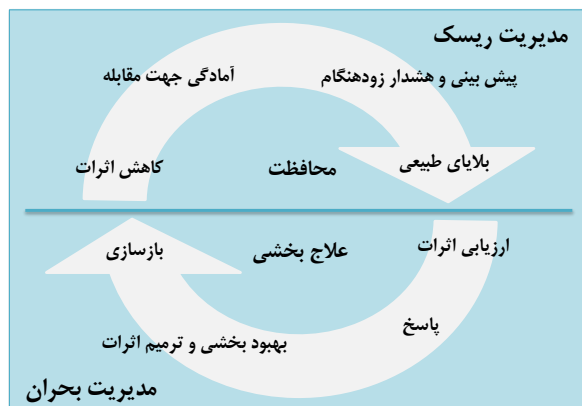 مدیریت ریسک
پیش بینی و هشدار زودهنگام
آمادگی جهت مقابله
بلایای طبیعی
محافظت
کاهش اثرات
ارزیابی اثرات
علاج بخشی
بازسازی
پاسخ
بهبود بخشی و ترمیم اثرات
مدیریت بحران